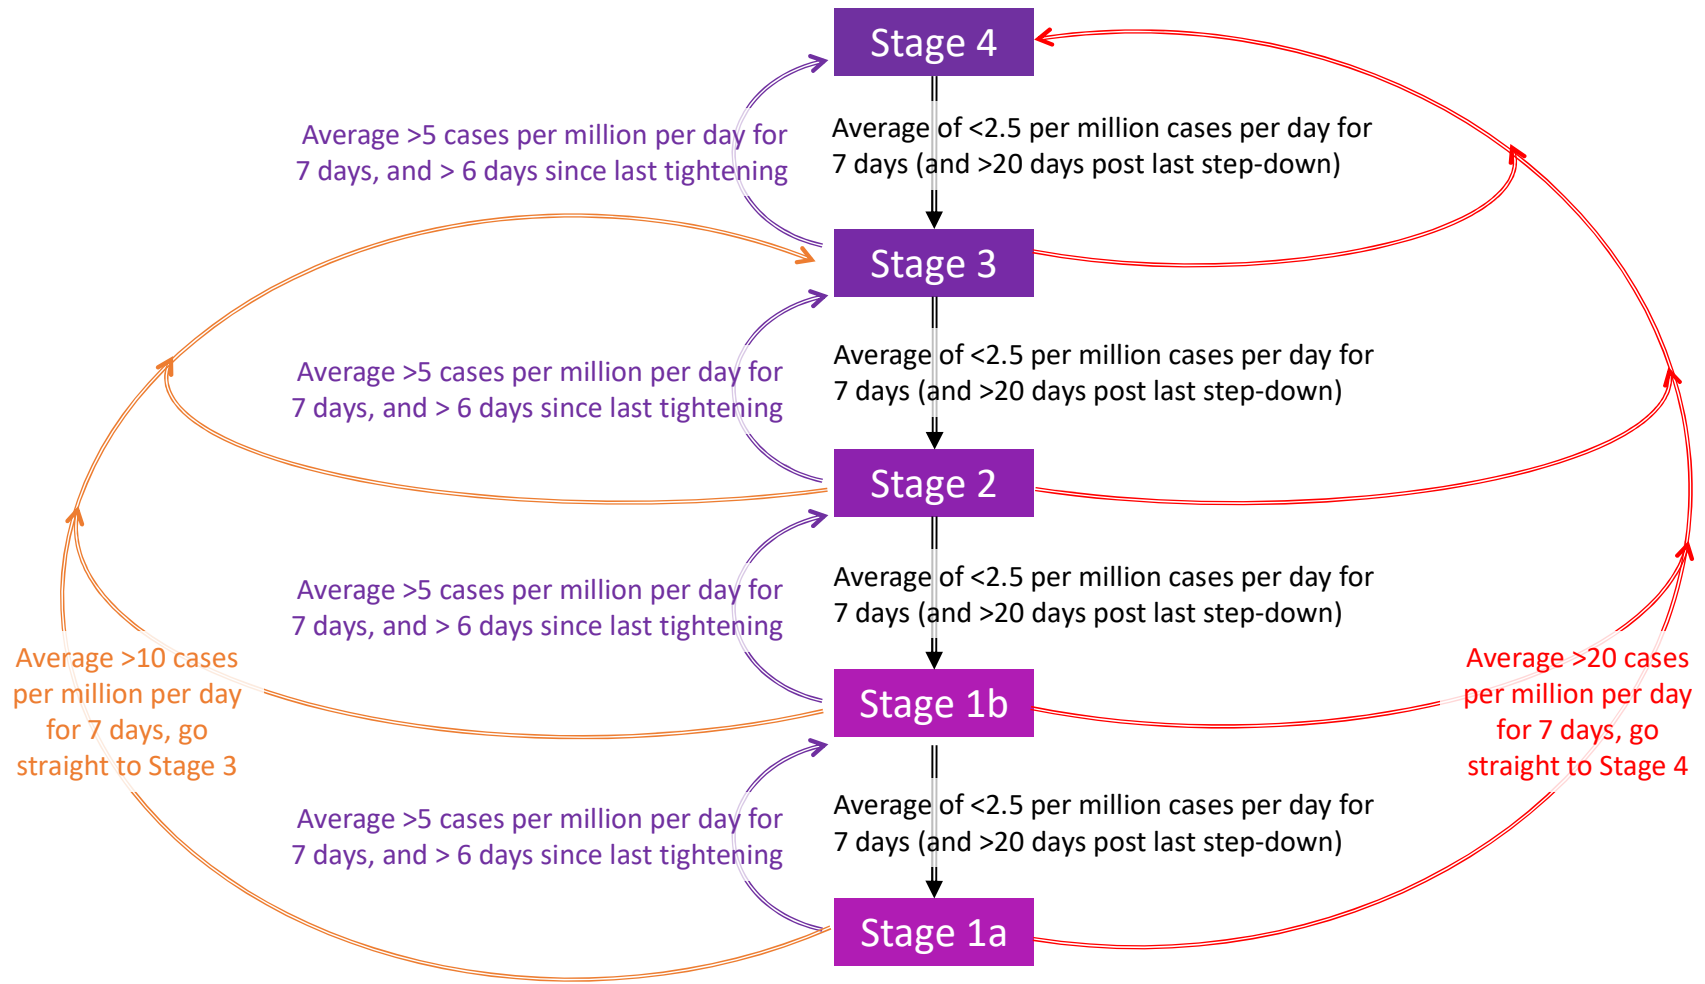 Stage 4
Average >5 cases per million per day for
7 days, and > 6 days since last tightening
Average of <2.5 per million cases per day for
7 days (and >20 days post last step-down)
Stage 3
Average >5 cases per million per day for
7 days, and > 6 days since last tightening
Average of <2.5 per million cases per day for
7 days (and >20 days post last step-down)
Stage 2
Average >5 cases per million per day for
7 days, and > 6 days since last tightening
Average of <2.5 per million cases per day for
7 days (and >20 days post last step-down)
Average >10 cases
per million per day
for 7 days, go
straight to Stage 3
Stage 1b
Average >20 cases
per million per day
for 7 days, go
straight to Stage 4
Average >5 cases per million per day for
7 days, and > 6 days since last tightening
Average of <2.5 per million cases per day for
7 days (and >20 days post last step-down)
Stage 1a